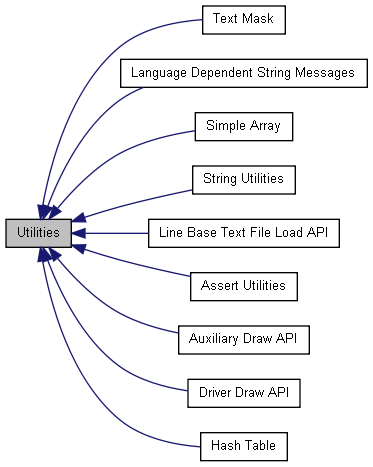 Text Mask
Language Dependent String Messages
Simple Array
String Utilities
Utilities
Line Base Text File Load API
Assert Utilities
Auxiliary Draw API
Driver Draw API
Hash Table